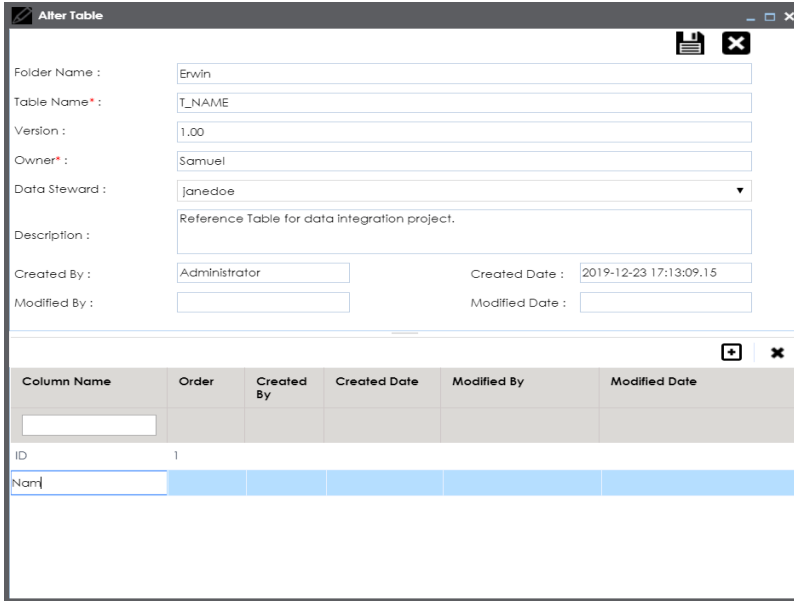 Alter Table
Folder Name : Erwin
Table Name* : T_NAME
Version : 1.00
Owner* : Samuel
Data Steward : Janedoe
Description : Reference Table for data integration project.
Created By : Administrator Created Date : 2019-12-23 17:13:09.15
Modified By : Modified Date :
Column Name Order Created By Created Date Modified By Modified Date
ID 1
Nam